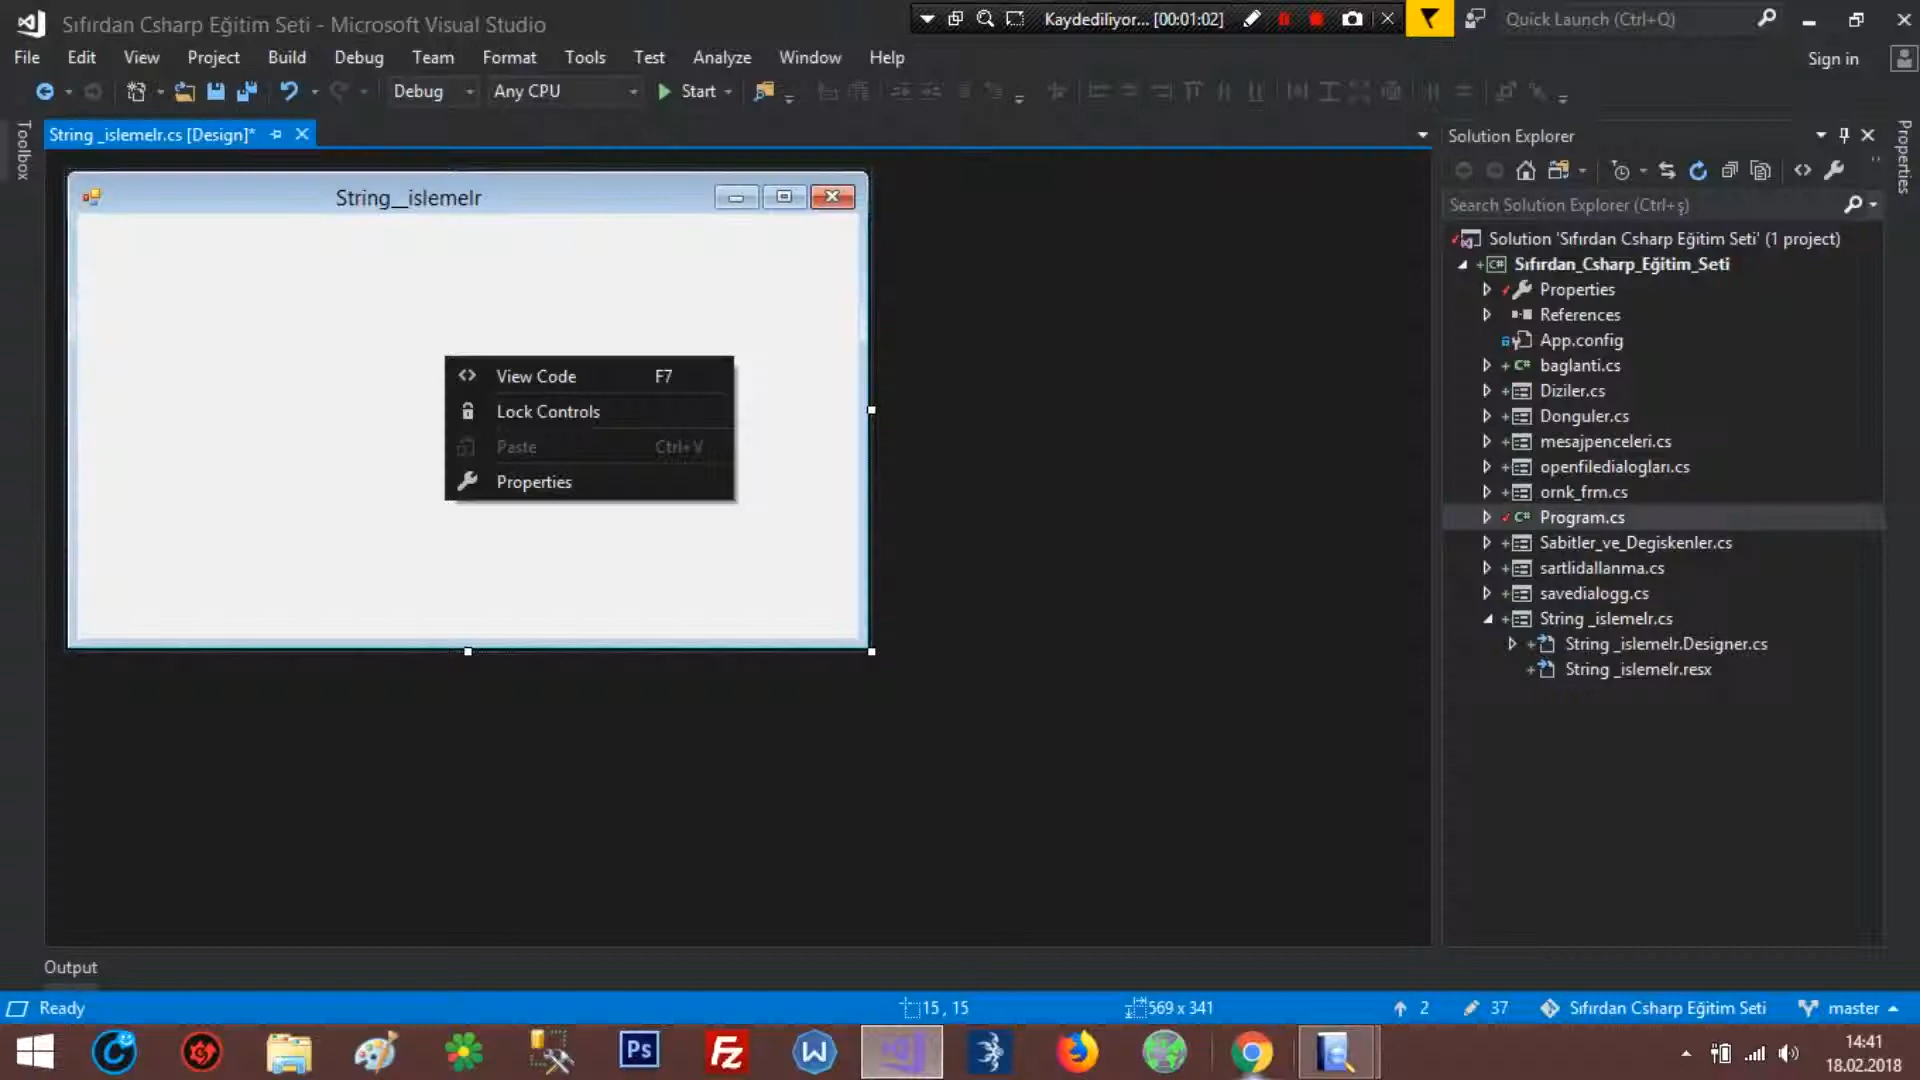 Sıfırdan Csharp Eğitim Seti - Microsoft Visual Studio
Kaydediliyor... [00:01:02]
Quick Launch (Ctrl+Q)
File Edit View Project Build Debug Team Format Tools Test Analyze Window Help
Sign in
Debug Any CPU Start
Toolbox
String _islemelr.cs [Design]*
Solution Explorer
Properties
Search Solution Explorer (Ctrl+ş)
String__islemelr
View Code F7
Lock Controls
Paste Ctrl+V
Properties
Solution 'Sıfırdan Csharp Eğitim Seti' (1 project)
Sıfırdan_Csharp_Eğitim_Seti
Properties
References
App.config
baglanti.cs
Diziler.cs
Donguler.cs
mesajpenceleri.cs
openfiledialogları.cs
ornk_frm.cs
Program.cs
Sabitler_ve_Degiskenler.cs
sartlidallanma.cs
savedialogg.cs
String _islemelr.cs
String _islemelr.Designer.cs
String _islemelr.resx
Output
Ready
15 , 15
569 x 341
2
37
Sıfırdan Csharp Eğitim Seti
master
Ps
Fz
W
14:41
18.02.2018